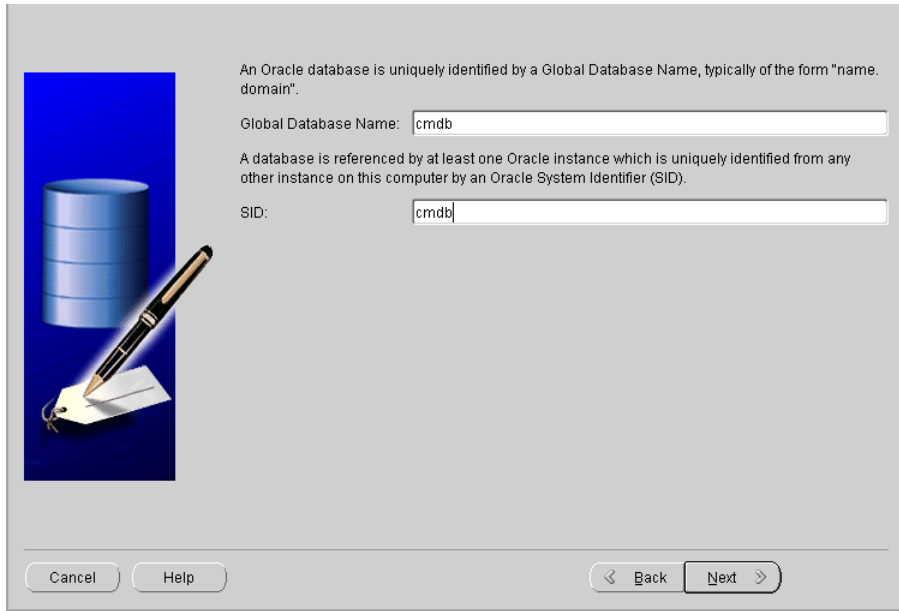 An Oracle database is uniquely identified by a Global Database Name, typically of the form "name.
domain".
Global Database Name: cmdb
A database is referenced by at least one Oracle instance which is uniquely identified from any
other instance on this computer by an Oracle System Identifier (SID).
SID: cmdb
Cancel Help Back Next